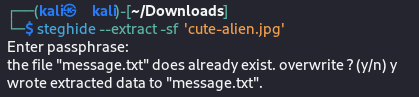 ┌──(kali㉿kali)-[~/Downloads]
└─$ steghide --extract -sf 'cute-alien.jpg'
Enter passphrase:
the file "message.txt" does already exist. overwrite ? (y/n) y
wrote extracted data to "message.txt".